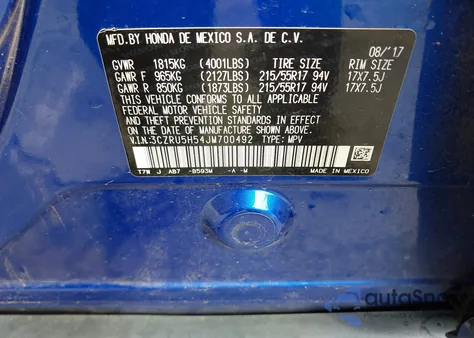 MFD.BY HONDA DE MEXICO S.A. DE C.V.
08/'17
GVWR 1815KG (4001LBS) TIRE SIZE RIM SIZE
GAWR F 965KG (2127LBS) 215/55R17 94V 17X7.5J
GAWR R 850KG (1873LBS) 215/55R17 94V 17X7.5J
THIS VEHICLE CONFORMS TO ALL APPLICABLE
FEDERAL MOTOR VEHICLE SAFETY
AND THEFT PREVENTION STANDARDS IN EFFECT
ON THE DATE OF MANUFACTURE SHOWN ABOVE.
V.I.N:3CZRU5H54JM700492 TYPE: MPV
T7W J AB7 -B593M -A -M MADE IN MEXICO